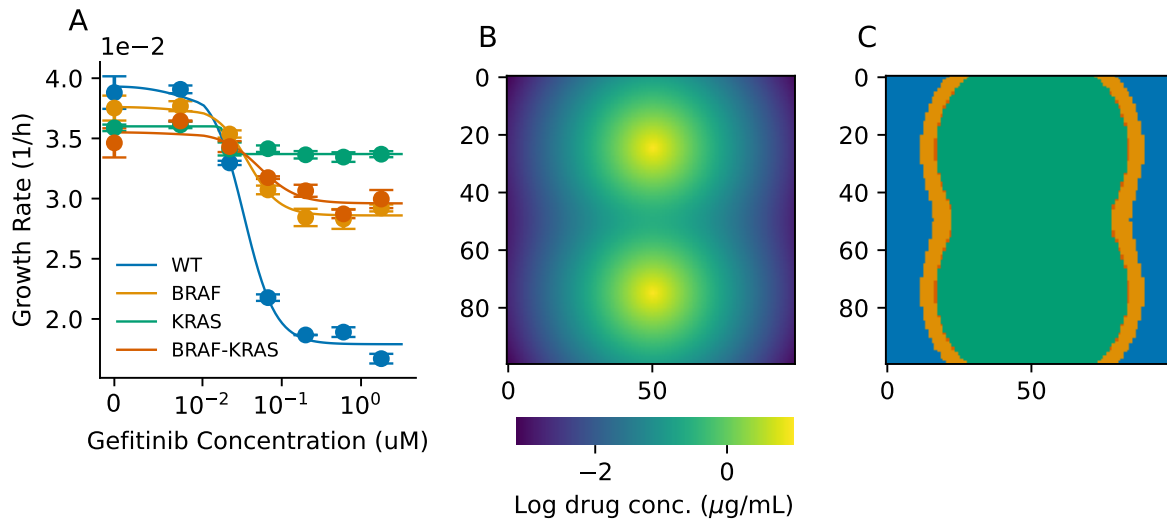 A
1e−2
Growth Rate (1/h)
4.0
3.5
3.0
2.5
2.0
WT
BRAF
KRAS
BRAF-KRAS
0
10⁻²
10⁻¹
10⁰
Gefitinib Concentration (uM)
B
0
20
40
60
80
0
50
−2
0
Log drug conc. (μg/mL)
C
0
20
40
60
80
0
50